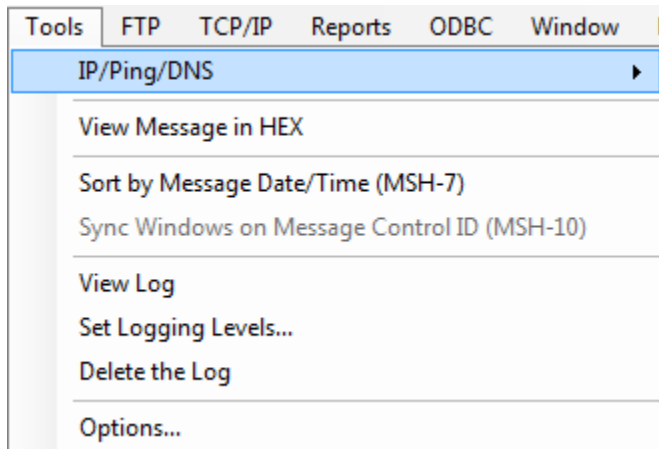 Tools FTP TCP/IP Reports ODBC Window
IP/Ping/DNS
View Message in HEX
Sort by Message Date/Time (MSH-7)
Sync Windows on Message Control ID (MSH-10)
View Log
Set Logging Levels...
Delete the Log
Options...